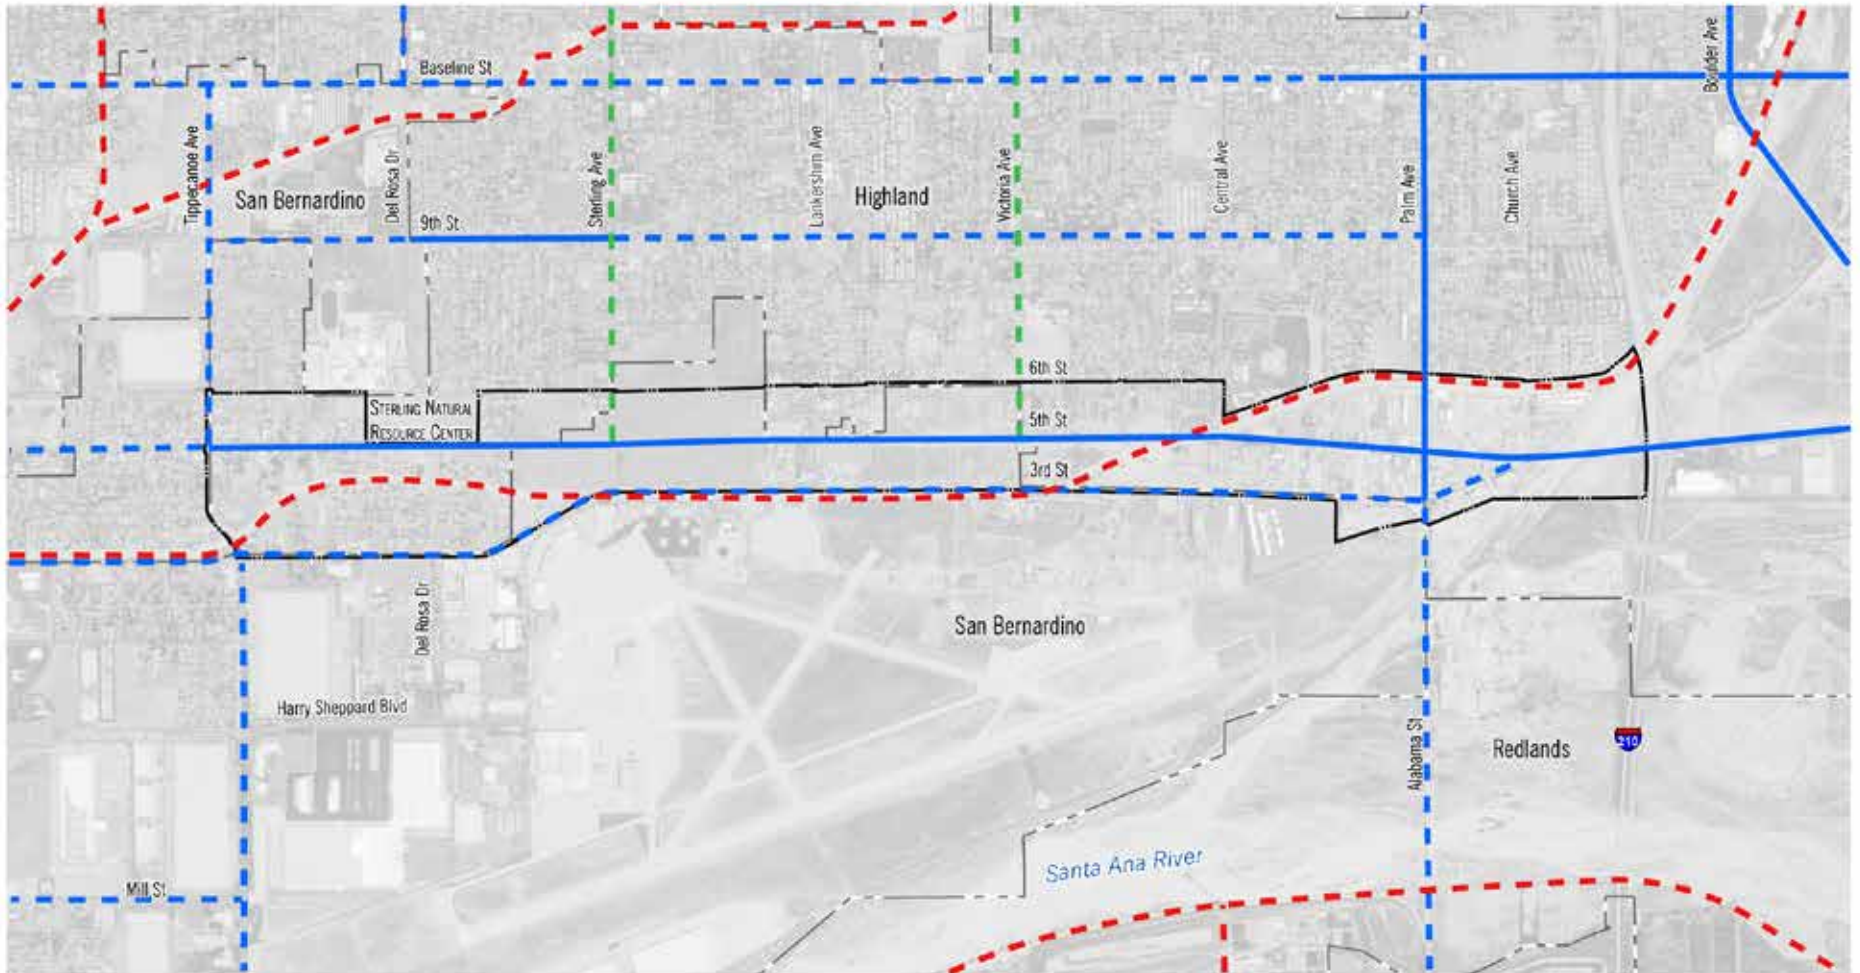 Boulder Ave
Baseline St
Tippecanoe Ave
Del Rosa Dr
Sterling Ave
Lankershim Ave
Victoria Ave
Central Ave
Palm Ave
Church Ave
San Bernardino
Highland
9th St
6th St
Sterling Natural
Resource Center
5th St
3rd St
Del Rosa Dr
San Bernardino
Harry Sheppard Blvd
Alabama St
Redlands
210
Santa Ana River
Mill St